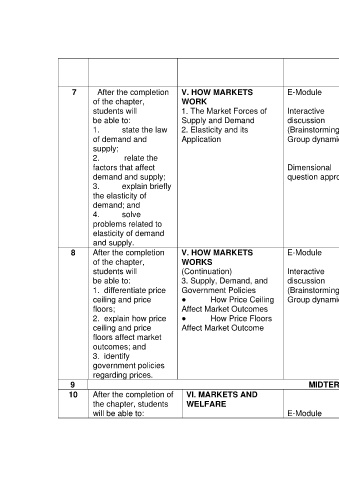 7
After the completion
of the chapter,
students will
be able to:
1. state the law
of demand and
supply;
2. relate the
factors that affect
demand and supply;
3. explain briefly
the elasticity of
demand; and
4. solve
problems related to
elasticity of demand
and supply.
V. HOW MARKETS
WORK
1. The Market Forces of
Supply and Demand
2. Elasticity and its
Application
E-Module
Interactive
discussion
(Brainstorming
Group dynami
Dimensional
question appro
8
After the completion
of the chapter,
students will
be able to:
1. differentiate price
ceiling and price
floors;
2. explain how price
ceiling and price
floors affect market
outcomes; and
3. identify
government policies
regarding prices.
V. HOW MARKETS
WORKS
(Continuation)
3. Supply, Demand, and
Government Policies
● How Price Ceiling
Affect Market Outcomes
● How Price Floors
Affect Market Outcome
E-Module
Interactive
discussion
(Brainstorming
Group dynami
9
MIDTER
10
After the completion of
the chapter, students
will be able to:
VI. MARKETS AND
WELFARE
E-Module